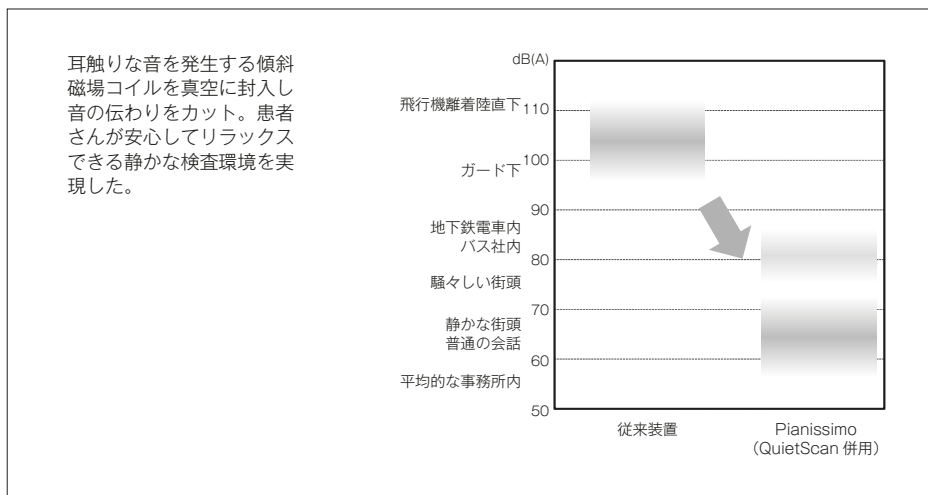 耳触りな音を発生する傾斜
磁場コイルを真空に封入し
音の伝わりをカット。患者
さんが安心してリラックス
できる静かな検査環境を実
現した。
dB(A)
飛行機離着陸直下
110
ガード下
100
90
地下鉄電車内
バス社内
80
騒々しい街頭
70
静かな街頭
普通の会話
60
平均的な事務所内
50
従来装置
Pianissimo
（QuietScan 併用）